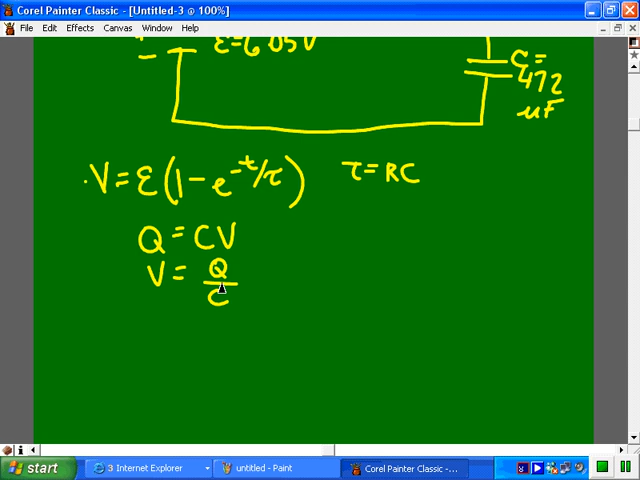 Corel Painter Classic - [Untitled-3 @ 100%]
File Edit Effects Canvas Window Help
+
- ℰ=6.05V
C=
472
μF
V=ℰ(1-e^-t/τ) τ=RC
Q=CV
V=Q/C
start 3 Internet Explorer untitled - Paint Corel Painter Classic -...